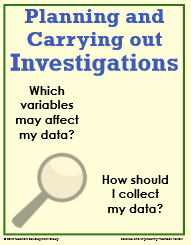 Planning and
Carrying out
Investigations
Which
variables
may affect
my data?
How should
I collect
my data?